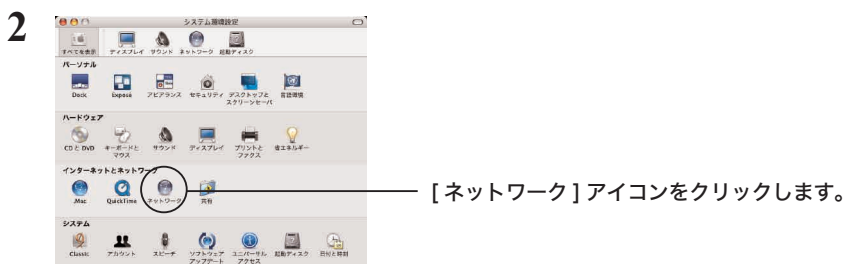 2
システム環境設定
すべてを表示 ディスプレイ サウンド ネットワーク 起動ディスク
パーソナル
Dock Exposé アピアランス セキュリティ デスクトップと スクリーンセーバ 言語環境
ハードウェア
CD と DVD キーボードと マウス サウンド ディスプレイ プリントと ファクス 省エネルギー
インターネットとネットワーク
.Mac QuickTime ネットワーク 共有
[ ネットワーク ] アイコンをクリックします。
システム
Classic アカウント スピーチ ソフトウェア アップデート ユニバーサル アクセス 起動ディスク 日付と時刻